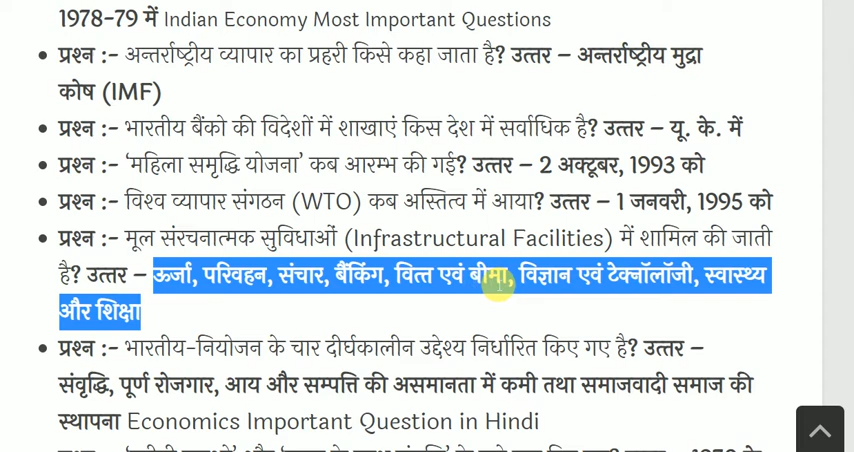 1978-79 में Indian Economy Most Important Questions
प्रश्न :- अन्तर्राष्ट्रीय व्यापार का प्रहरी किसे कहा जाता है? उत्तर – अन्तर्राष्ट्रीय मुद्रा
कोष (IMF)
प्रश्न :- भारतीय बैंको की विदेशों में शाखाएं किस देश में सर्वाधिक है? उत्तर – यू. के. में
प्रश्न :- ‘महिला समृद्धि योजना’ कब आरम्भ की गई? उत्तर – 2 अक्टूबर, 1993 को
प्रश्न :- विश्व व्यापार संगठन (WTO) कब अस्तित्व में आया? उत्तर – 1 जनवरी, 1995 को
प्रश्न :- मूल संरचनात्मक सुविधाओं (Infrastructural Facilities) में शामिल की जाती
है? उत्तर – ऊर्जा, परिवहन, संचार, बैंकिंग, वित्त एवं बीमा, विज्ञान एवं टेक्नॉलॉजी, स्वास्थ्य
और शिक्षा
प्रश्न :- भारतीय-नियोजन के चार दीर्घकालीन उद्देश्य निर्धारित किए गए है? उत्तर –
संवृद्धि, पूर्ण रोजगार, आय और सम्पत्ति की असमानता में कमी तथा समाजवादी समाज की
स्थापना Economics Important Question in Hindi